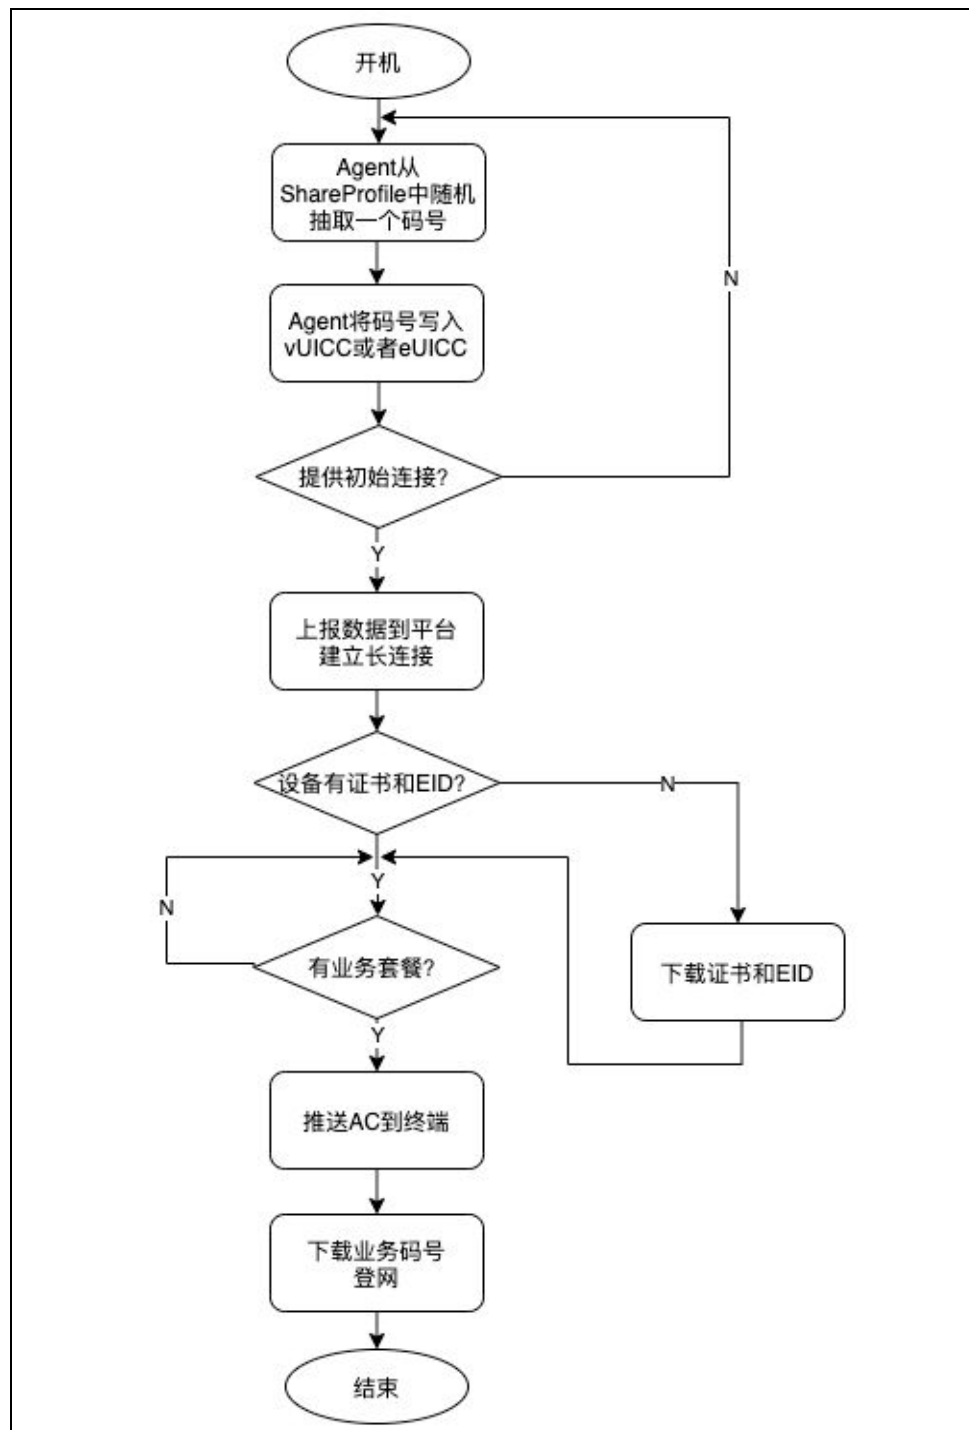 开机
Agent从
ShareProfile中随机
抽取一个码号
N
Agent将码号写入
vUICC或者eUICC
提供初始连接?
Y
上报数据到平台
建立长连接
设备有证书和EID?
N
Y
N
有业务套餐?
下载证书和EID
Y
推送AC到终端
下载业务码号
登网
结束